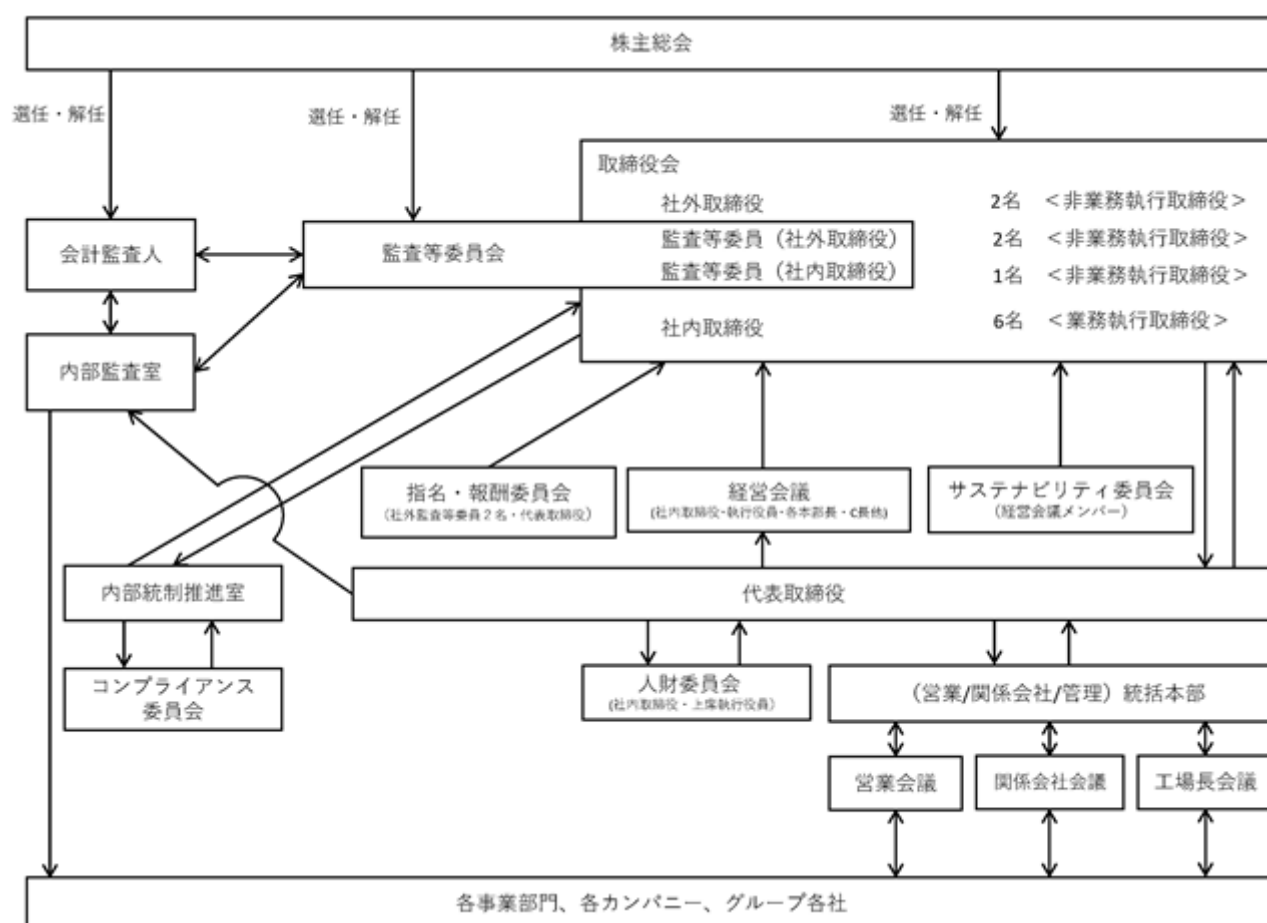 株主総会
選任・解任
選任・解任
選任・解任
取締役会
社外取締役 2名 <非業務執行取締役>
会計監査人
監査等委員会
監査等委員（社外取締役） 2名 <非業務執行取締役>
監査等委員（社内取締役） 1名 <非業務執行取締役>
社内取締役 6名 <業務執行取締役>
内部監査室
指名・報酬委員会
（社外監査等委員２名・代表取締役）
経営会議
(社内取締役・執行役員・各本部長・C長他)
サステナビリティ委員会
（経営会議メンバー）
内部統制推進室
代表取締役
コンプライアンス
委員会
人財委員会
(社内取締役・上席執行役員)
（営業/関係会社/管理）統括本部
営業会議
関係会社会議
工場長会議
各事業部門、各カンパニー、グループ各社